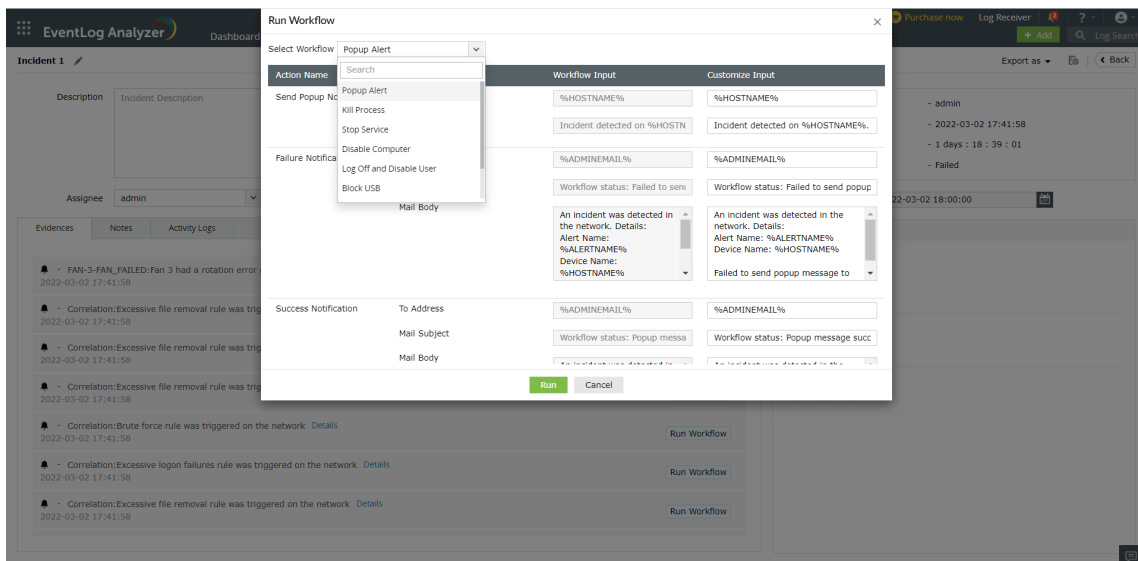 EventLog Analyzer
Dashboard
Purchase now
Log Receiver
?
+ Add
Log Search
Incident 1
Export as
Back
Description
Incident Description
- admin
- 2022-03-02 17:41:58
- 1 days : 18 : 39 : 01
- Failed
Assignee
admin
22-03-02 18:00:00
Evidences
Notes
Activity Logs
- FAN-3-FAN_FAILED:Fan 3 had a rotation error
2022-03-02 17:41:58
- Correlation:Excessive file removal rule was trig
2022-03-02 17:41:58
- Correlation:Excessive file removal rule was trig
2022-03-02 17:41:58
- Correlation:Excessive file removal rule was trig
2022-03-02 17:41:58
- Correlation:Brute force rule was triggered on the network Details
2022-03-02 17:41:58
Run Workflow
- Correlation:Excessive logon failures rule was triggered on the network Details
2022-03-02 17:41:58
Run Workflow
- Correlation:Excessive file removal rule was triggered on the network Details
2022-03-02 17:41:58
Run Workflow
Run Workflow
Select Workflow
Popup Alert
Search
Popup Alert
Kill Process
Stop Service
Disable Computer
Log Off and Disable User
Block USB
Action Name
Workflow Input
Customize Input
Send Popup No
%HOSTNAME%
%HOSTNAME%
Incident detected on %HOSTN
Incident detected on %HOSTNAME%.
Failure Notifica
%ADMINEMAIL%
%ADMINEMAIL%
Workflow status: Failed to send
Workflow status: Failed to send popup
Mail Body
An incident was detected in
the network. Details:
Alert Name:
%ALERTNAME%
Device Name:
%HOSTNAME%
An incident was detected in the
network. Details:
Alert Name: %ALERTNAME%
Device Name: %HOSTNAME%
Failed to send popup message to
Success Notification
To Address
%ADMINEMAIL%
%ADMINEMAIL%
Mail Subject
Workflow status: Popup messa
Workflow status: Popup message succ
Mail Body
An incident was detected in
An incident was detected in the
Run
Cancel